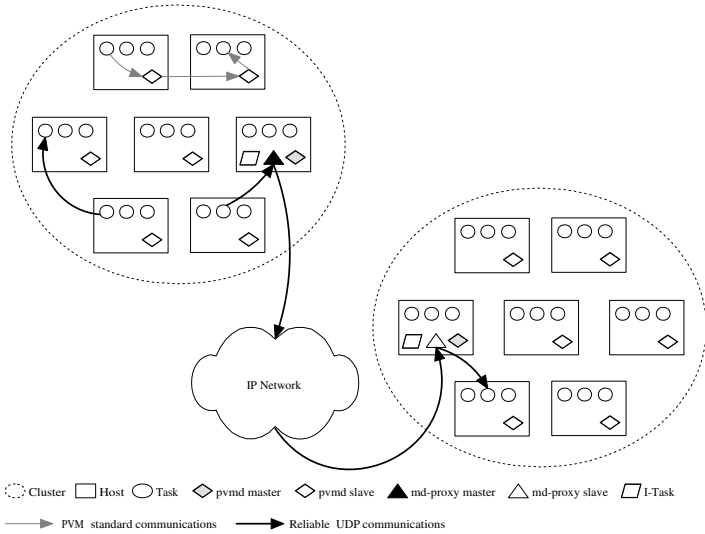 IP Network
Cluster Host Task pvmd master pvmd slave md-proxy master md-proxy slave I-Task
PVM standard communications Reliable UDP communications